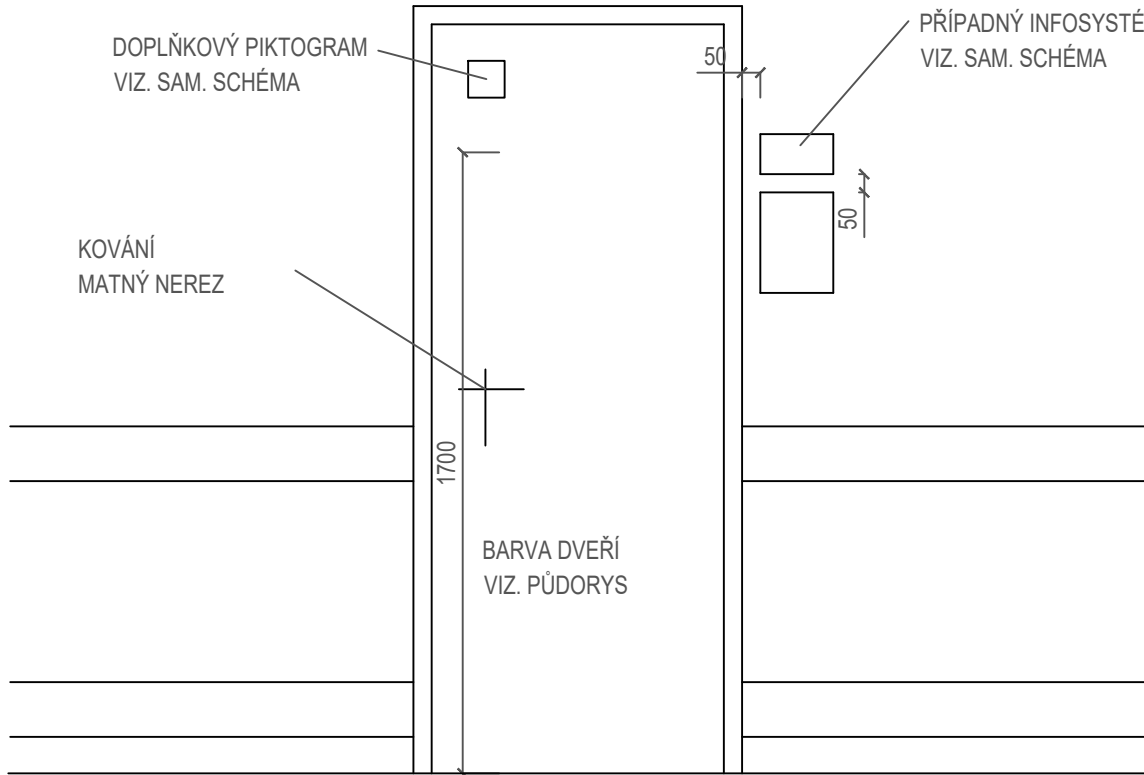 DOPLŇKOVÝ PIKTOGRAM
VIZ. SAM. SCHÉMA
50
PŘÍPADNÝ INFOSYSTÉ
VIZ. SAM. SCHÉMA
50
KOVÁNÍ
MATNÝ NEREZ
1700
BARVA DVEŘÍ
VIZ. PŮDORYS